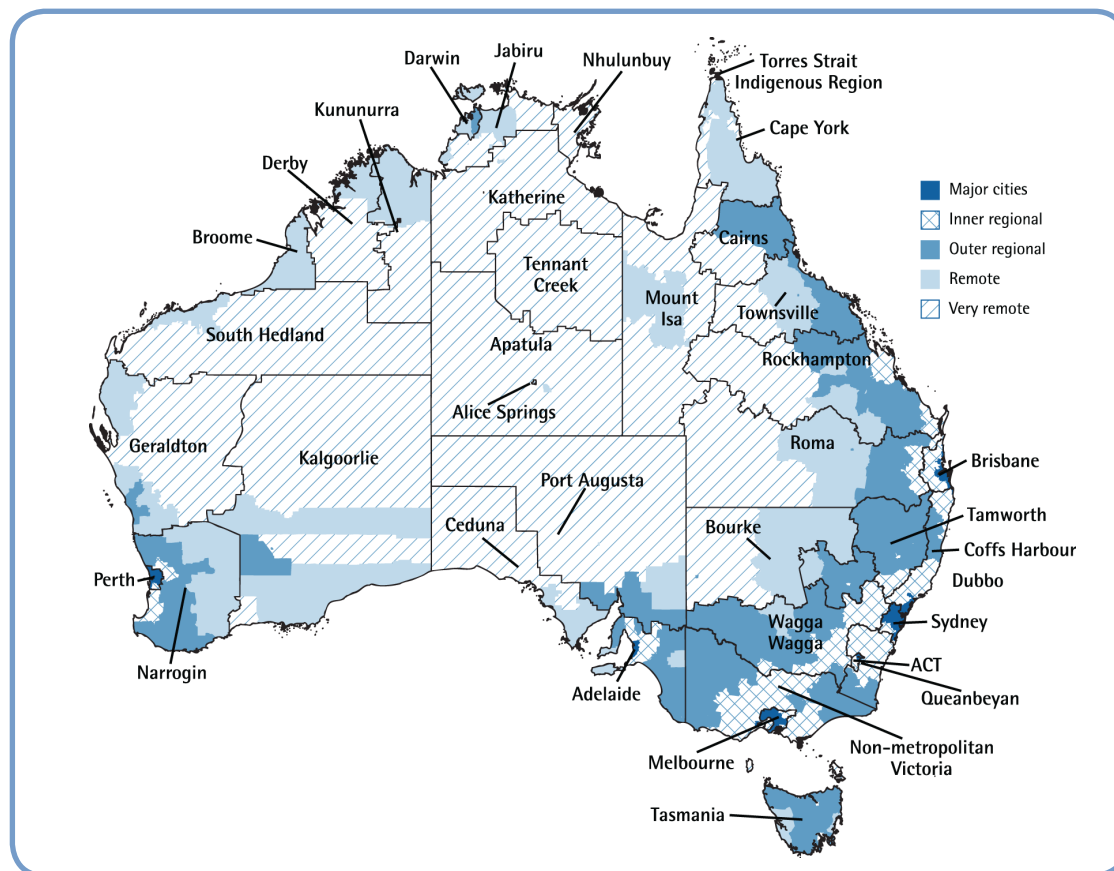 Darwin
Jabiru
Nhulunbuy
Torres Strait
Indigenous Region
Kununurra
Cape York
Derby
Broome
Katherine
Cairns
Major cities
Inner regional
Outer regional
Remote
Very remote
Tennant
Creek
Mount
Isa
Townsville
South Hedland
Apatula
Rockhampton
Alice Springs
Geraldton
Kalgoorlie
Roma
Brisbane
Port Augusta
Ceduna
Bourke
Tamworth
Coffs Harbour
Perth
Dubbo
Wagga
Wagga
Sydney
Narrogin
Adelaide
ACT
Queanbeyan
Melbourne
Non-metropolitan
Victoria
Tasmania